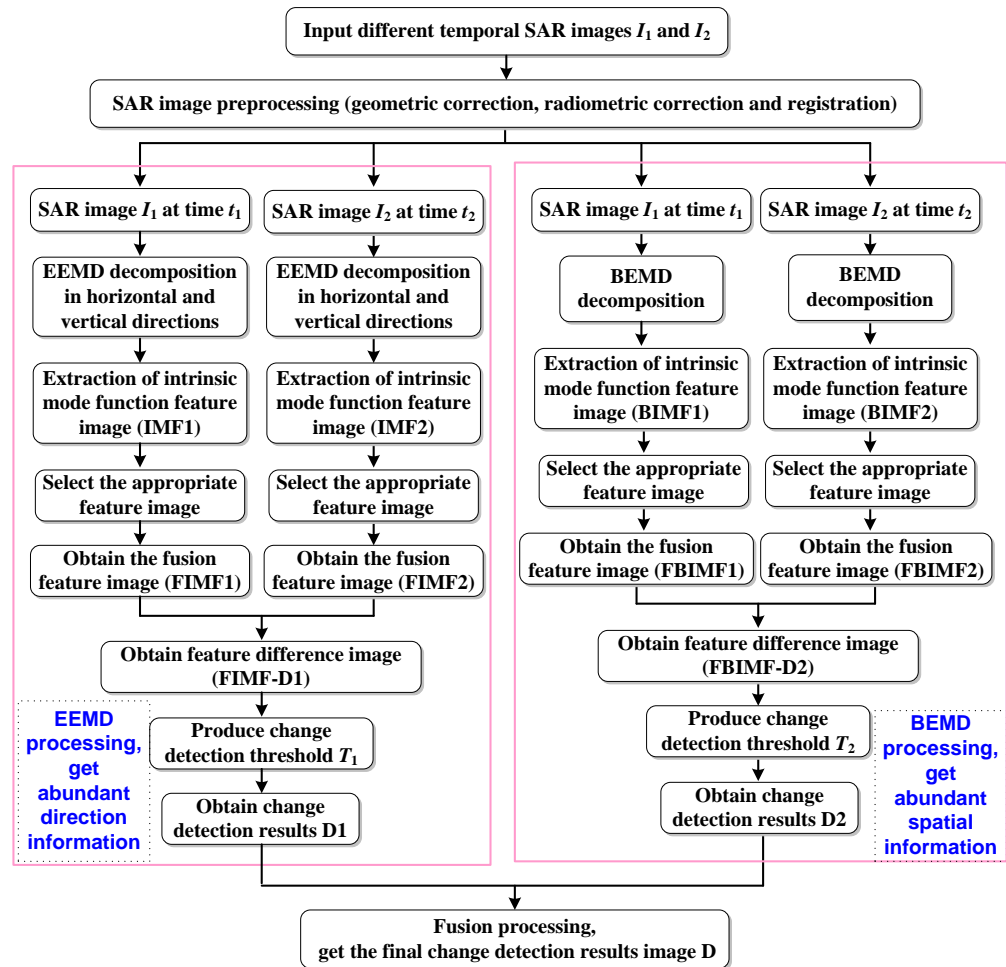 Input different temporal SAR images I1 and I2
SAR image preprocessing (geometric correction, radiometric correction and registration)
SAR image I1 at time t1
EEMD decomposition
in horizontal and
vertical directions
Extraction of intrinsic
mode function feature
image (IMF1)
Select the appropriate
feature image
Obtain the fusion
feature image (FIMF1)
SAR image I2 at time t2
EEMD decomposition
in horizontal and
vertical directions
Extraction of intrinsic
mode function feature
image (IMF2)
Select the appropriate
feature image
Obtain the fusion
feature image (FIMF2)
Obtain feature difference image
(FIMF-D1)
Produce change
detection threshold T1
Obtain change
detection results D1
EEMD
processing,
get
abundant
direction
information
SAR image I1 at time t1
BEMD
decomposition
Extraction of intrinsic
mode function feature
image (BIMF1)
Select the appropriate
feature image
Obtain the fusion
feature image (FBIMF1)
SAR image I2 at time t2
BEMD
decomposition
Extraction of intrinsic
mode function feature
image (BIMF2)
Select the appropriate
feature image
Obtain the fusion
feature image (FBIMF2)
Obtain feature difference image
(FBIMF-D2)
Produce change
detection threshold T2
Obtain change
detection results D2
BEMD
processing,
get
abundant
spatial
information
Fusion processing,
get the final change detection results image D